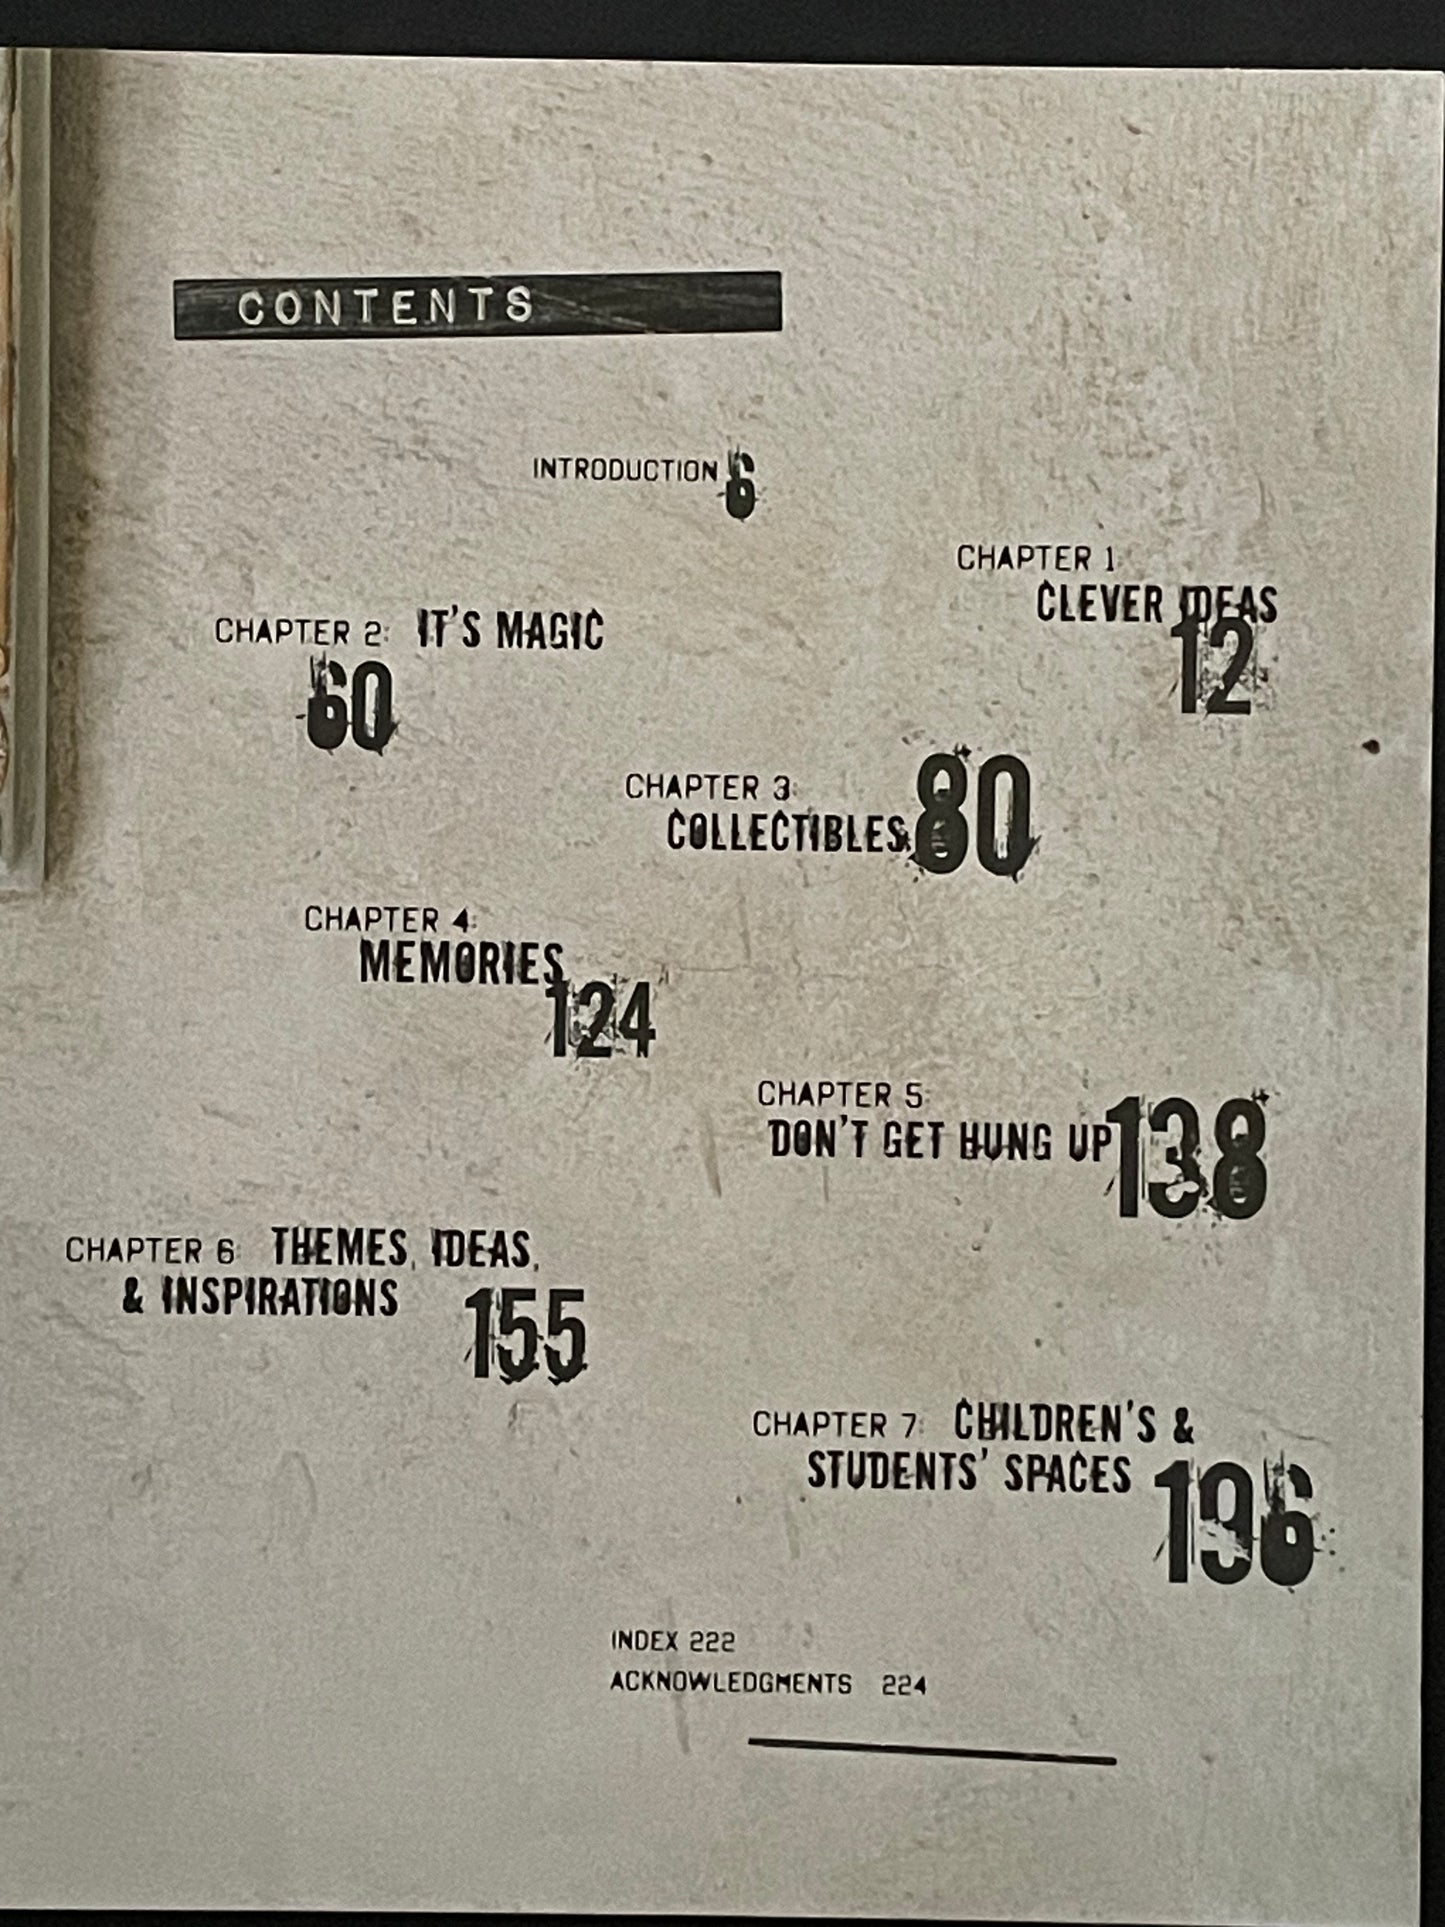 CONTENTS
INTRODUCTION 6
CHAPTER 1:
CLEVER IDEAS
12
CHAPTER 2: IT'S MAGIC
60
CHAPTER 3:
COLLECTIBLES 80
CHAPTER 4:
MEMORIES
124
CHAPTER 5:
DON'T GET HUNG UP 138
CHAPTER 6: THEMES, IDEAS,
& INSPIRATIONS
155
CHAPTER 7: CHILDREN'S &
STUDENTS' SPACES
196
INDEX 222
ACKNOWLEDGMENTS 224